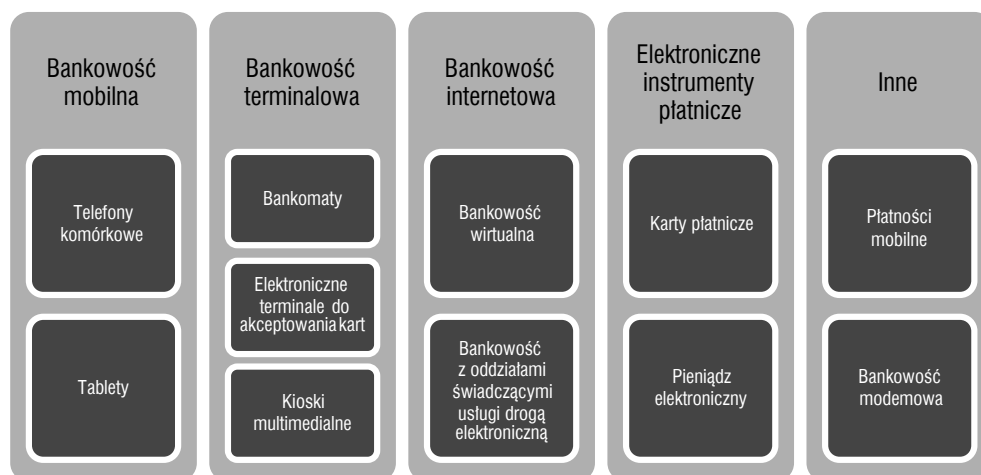 Bankowość
mobilna
Telefony
komórkowe
Tablety
Bankowość
terminalowa
Bankomaty
Elektroniczne
terminale do
akceptowania kart
Kioski
multimedialne
Bankowość
internetowa
Bankowość
wirtualna
Bankowość
z oddziałami
świadczącymi
usługi drogą
elektroniczną
Elektroniczne
instrumenty
płatnicze
Karty płatnicze
Pieniądz
elektroniczny
Inne
Płatności
mobilne
Bankowość
modemowa